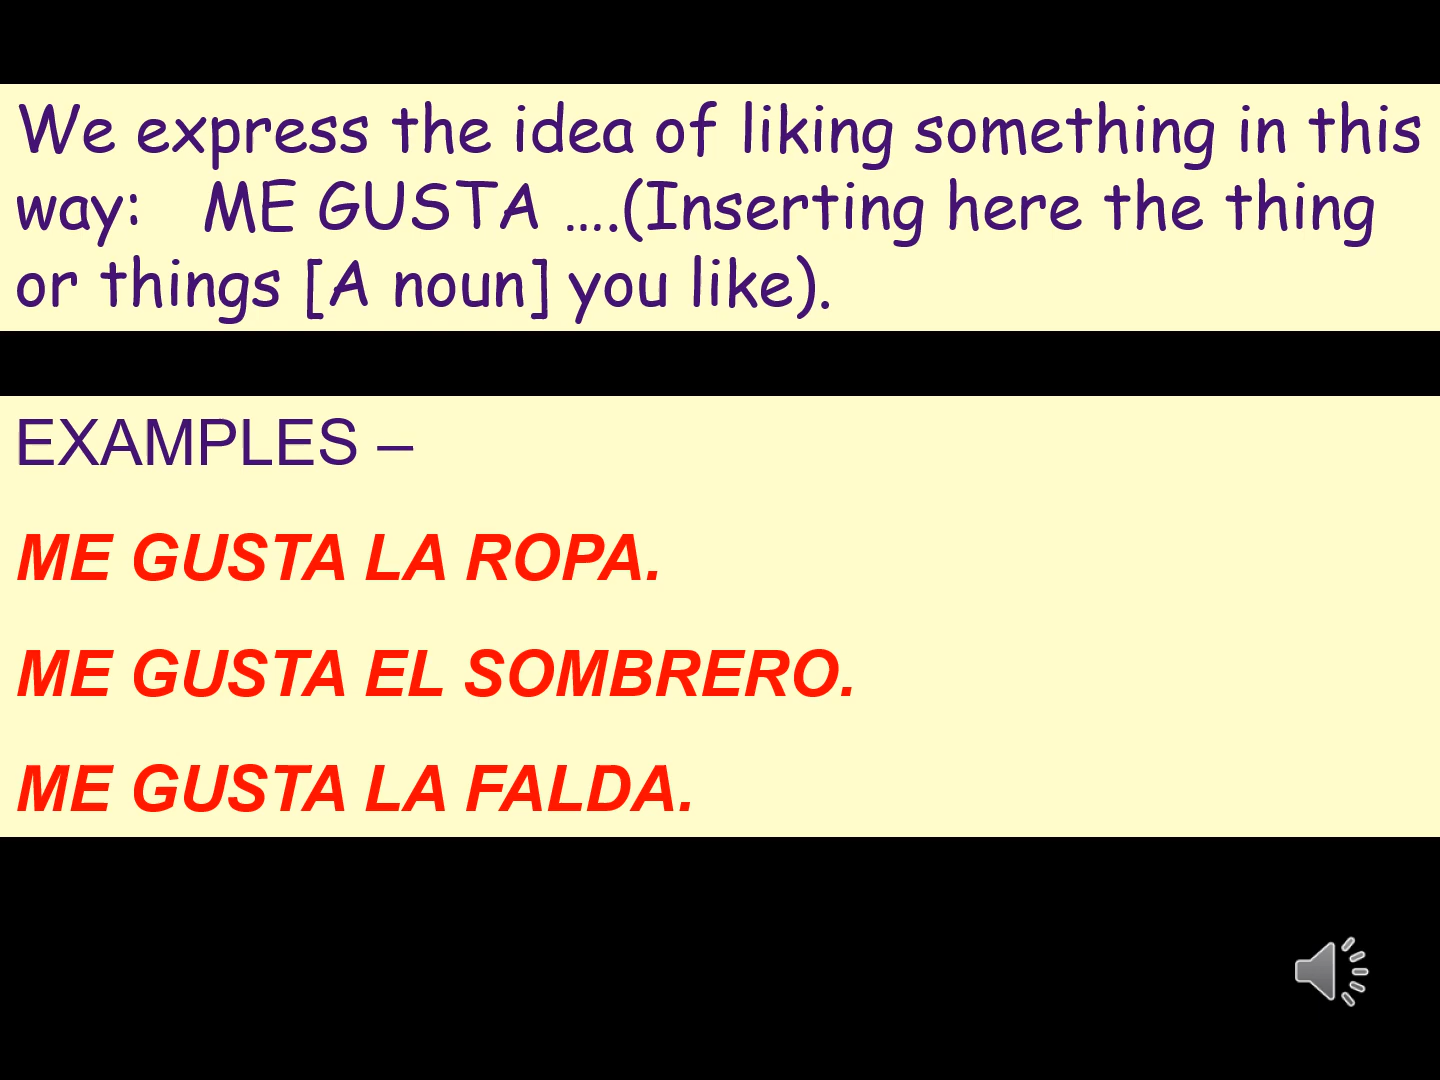 We express the idea of liking something in this
way: ME GUSTA ….(Inserting here the thing
or things [A noun] you like).
EXAMPLES –
ME GUSTA LA ROPA.
ME GUSTA EL SOMBRERO.
ME GUSTA LA FALDA.